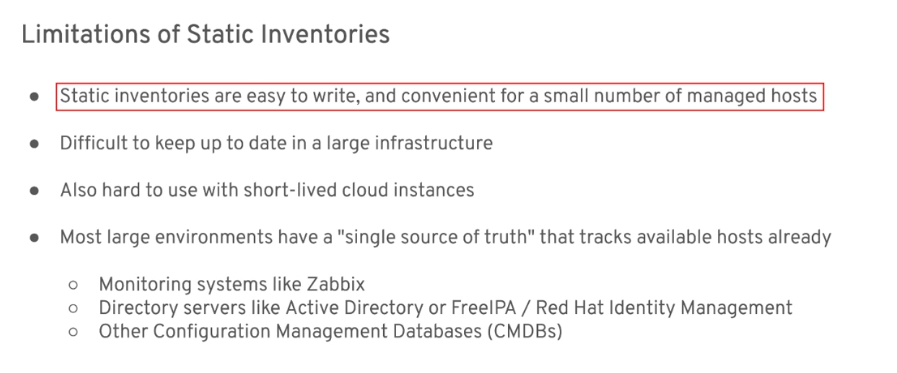 Limitations of Static Inventories
● Static inventories are easy to write, and convenient for a small number of managed hosts
● Difficult to keep up to date in a large infrastructure
● Also hard to use with short-lived cloud instances
● Most large environments have a "single source of truth" that tracks available hosts already
○ Monitoring systems like Zabbix
○ Directory servers like Active Directory or FreeIPA / Red Hat Identity Management
○ Other Configuration Management Databases (CMDBs)